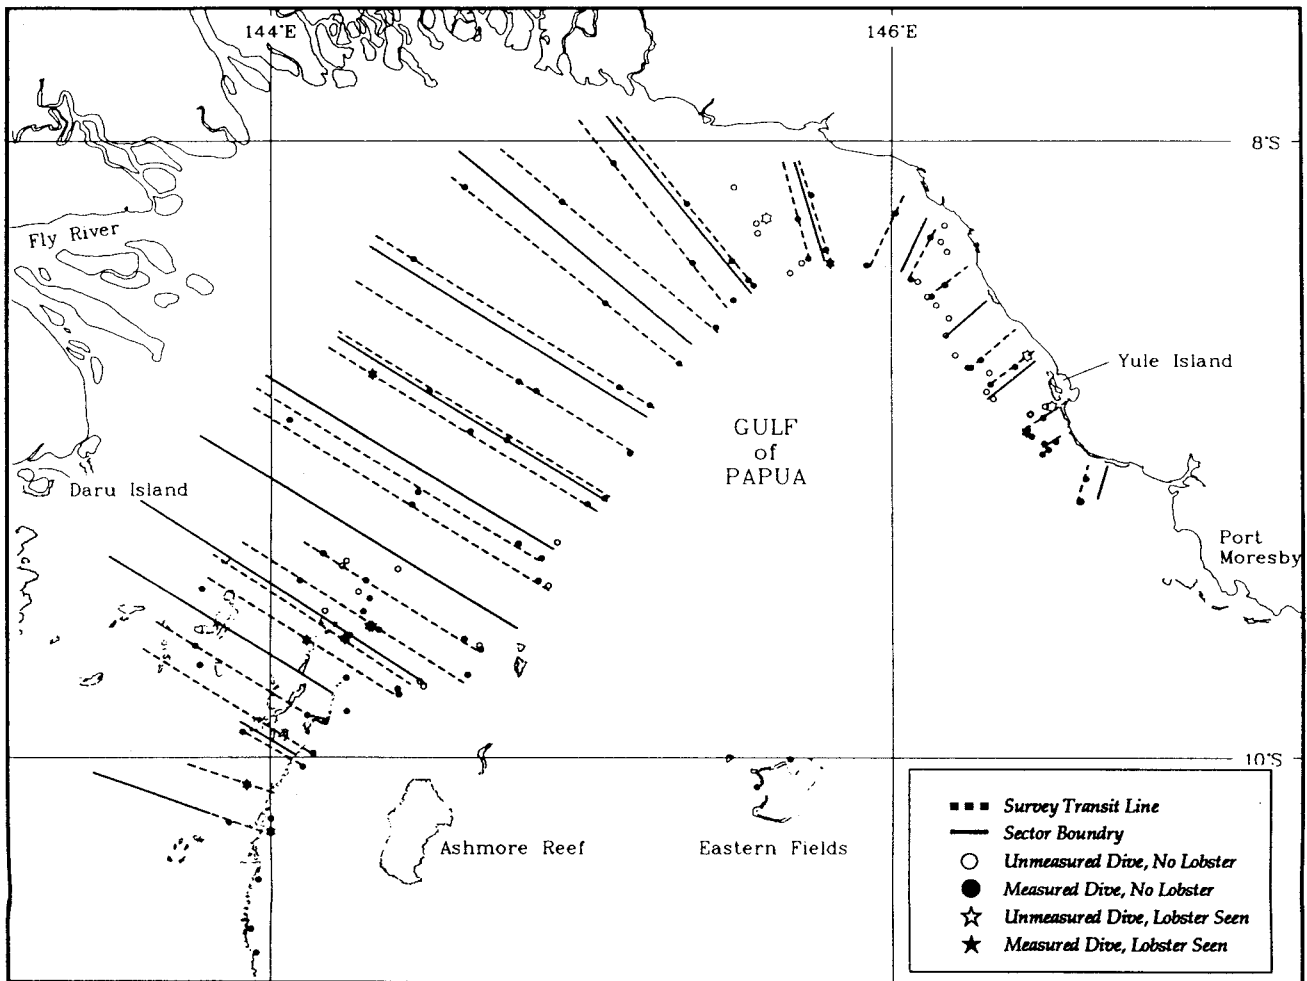 144°E
146°E
8°S
Fly River
Yule Island
GULF
of
PAPUA
Daru Island
Port
Moresby
10°S
Ashmore Reef
Eastern Fields
Survey Transit Line
Sector Boundry
Unmeasured Dive, No Lobster
Measured Dive, No Lobster
Unmeasured Dive, Lobster Seen
Measured Dive, Lobster Seen